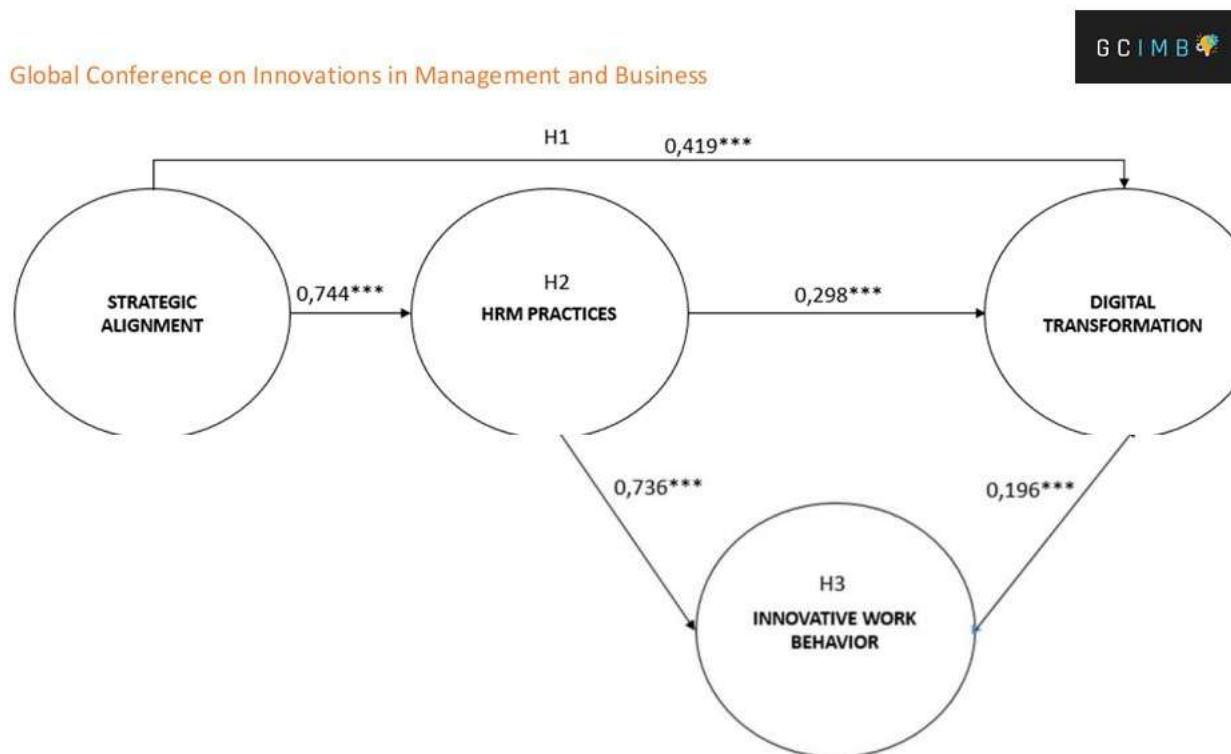 GCIMB
Global Conference on Innovations in Management and Business
H1
0,419***
STRATEGIC
ALIGNMENT
0,744***
H2
HRM PRACTICES
0,298***
DIGITAL
TRANSFORMATION
0,736***
0,196***
H3
INNOVATIVE WORK
BEHAVIOR